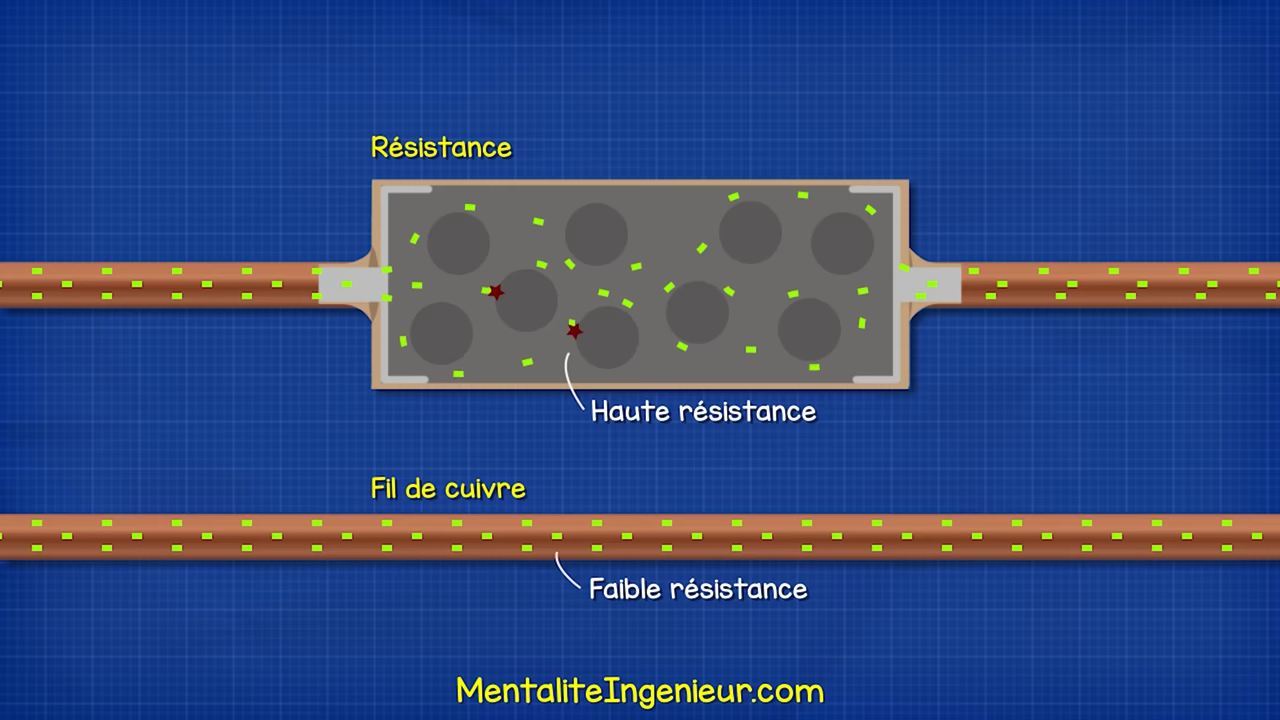 Résistance
Haute résistance
Fil de cuivre
Faible résistance
MentaliteIngenieur.com